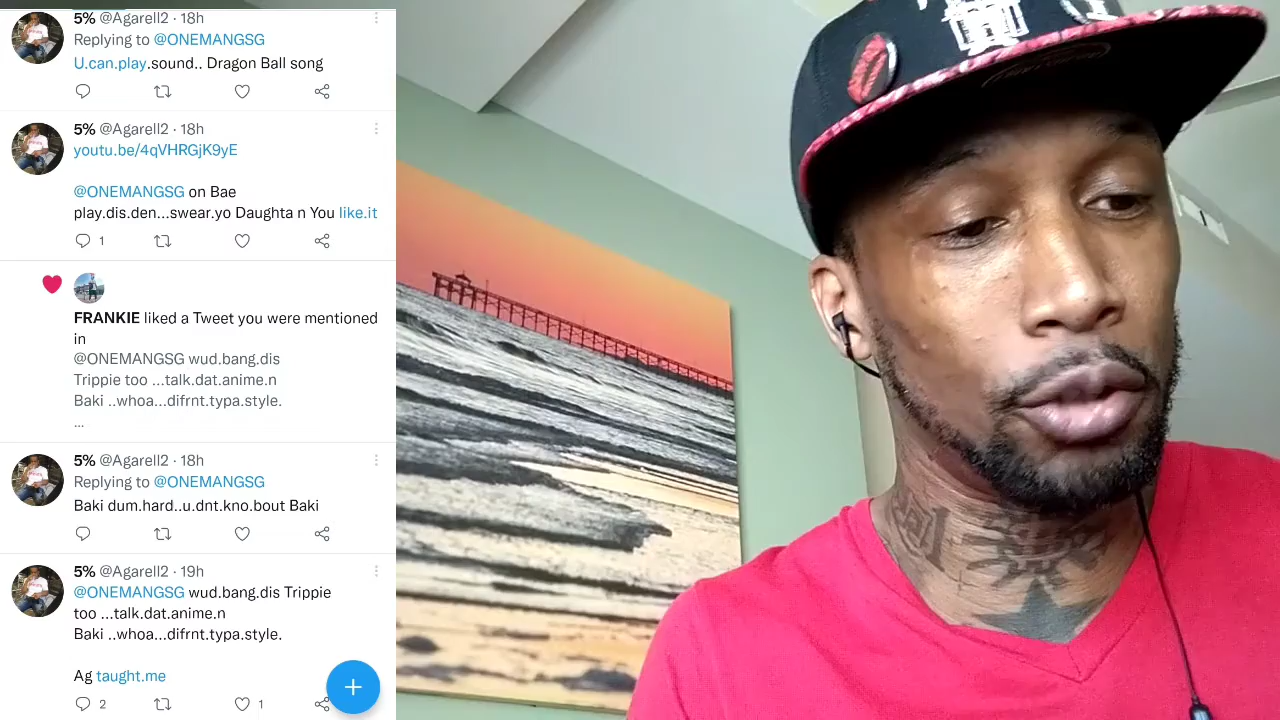 5% @Agarell2 · 18h
Replying to @ONEMANGSG
U.can.play.sound.. Dragon Ball song
5% @Agarell2 · 18h
youtu.be/4qVHRGjK9yE
@ONEMANGSG on Bae
play.dis.den...swear.yo Daughta n You like.it
1
FRANKIE liked a Tweet you were mentioned
in
@ONEMANGSG wud.bang.dis
Trippie too ...talk.dat.anime.n
Baki ..whoa...difrnt.typa.style.
...
5% @Agarell2 · 18h
Replying to @ONEMANGSG
Baki dum.hard..u.dnt.kno.bout Baki
5% @Agarell2 · 19h
@ONEMANGSG wud.bang.dis Trippie
too ...talk.dat.anime.n
Baki ..whoa...difrnt.typa.style.
Ag taught.me
2 1